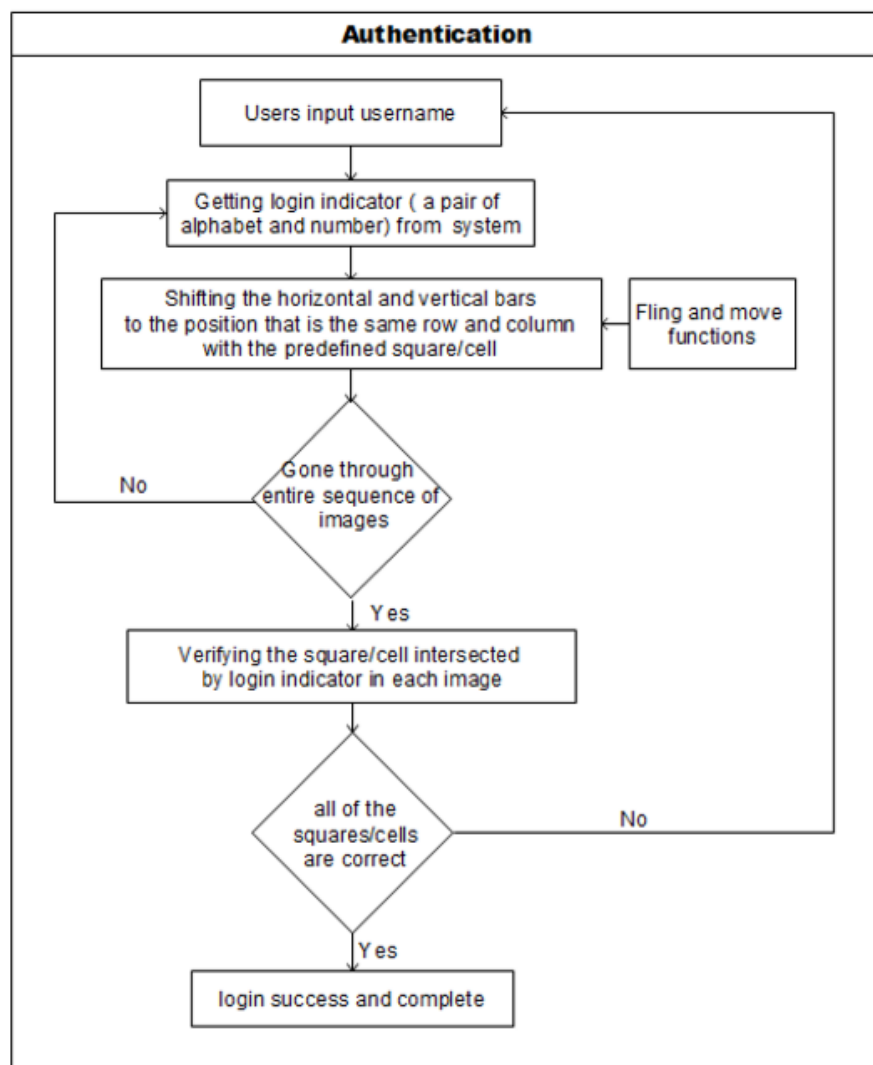 Authentication
Users input username
Getting login indicator ( a pair of
alphabet and number) from system
Shifting the horizontal and vertical bars
to the position that is the same row and column
with the predefined square/cell
Fling and move
functions
Gone through
entire sequence of
images
No
Yes
Verifying the square/cell intersected
by login indicator in each image
all of the
squares/cells
are correct
No
Yes
login success and complete